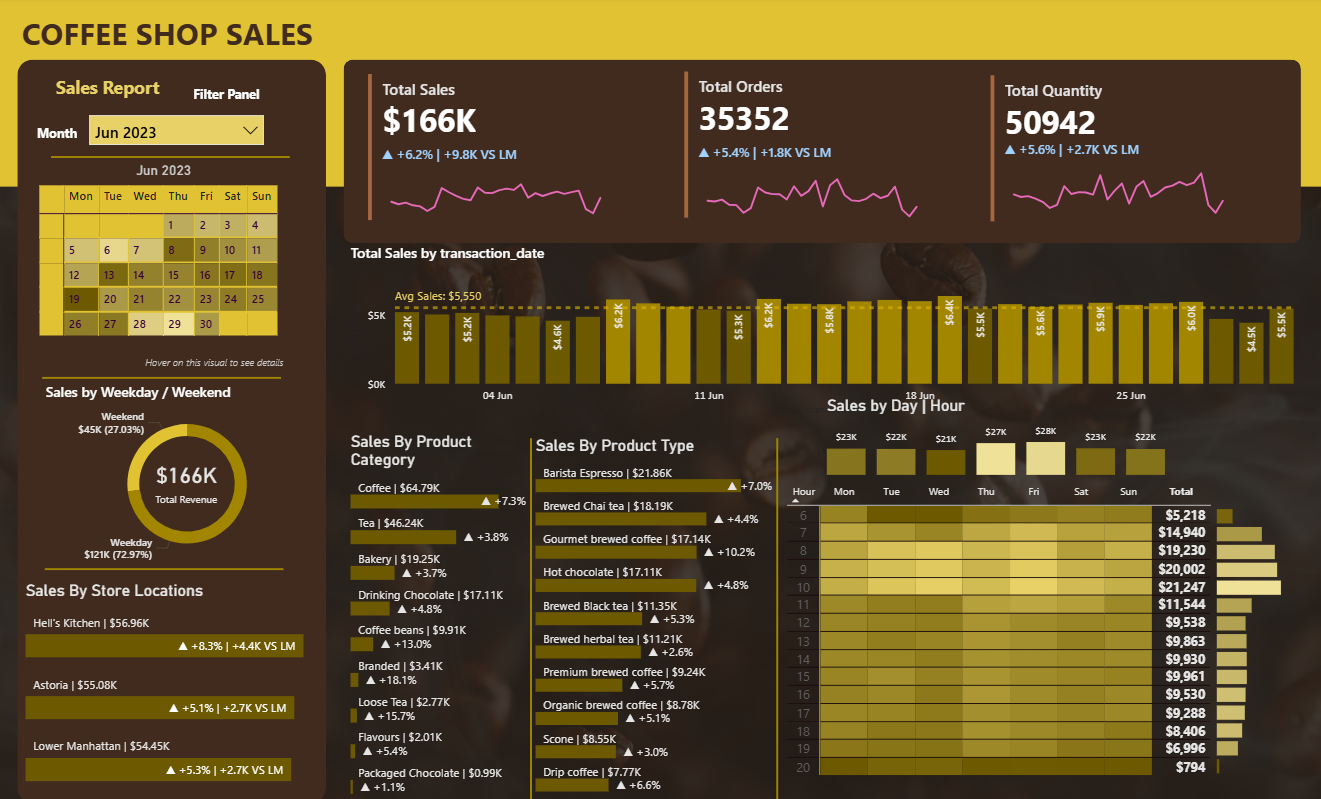 COFFEE SHOP SALES
Sales Report
Filter Panel
Month
Jun 2023
Jun 2023
Mon Tue Wed Thu Fri Sat Sun
1 2 3 4
5 6 7 8 9 10 11
12 13 14 15 16 17 18
19 20 21 22 23 24 25
26 27 28 29 30
Hover on this visual to see details
Sales by Weekday / Weekend
Weekend
$45K (27.03%)
$166K
Total Revenue
Weekday
$121K (72.97%)
Sales By Store Locations
Hell's Kitchen | $56.96K
▲ +8.3% | +4.4K VS LM
Astoria | $55.08K
▲ +5.1% | +2.7K VS LM
Lower Manhattan | $54.45K
▲ +5.3% | +2.7K VS LM
Total Sales
$166K
▲ +6.2% | +9.8K VS LM
Total Orders
35352
▲ +5.4% | +1.8K VS LM
Total Quantity
50942
▲ +5.6% | +2.7K VS LM
Total Sales by transaction_date
Avg Sales: $5,550
$5K
$0K
$5.2K $5.2K $4.6K $6.2K $5.3K $6.2K $5.8K $6.4K $5.5K $5.6K $5.9K $6.0K $4.5K $5.5K
04 Jun 11 Jun 18 Jun 25 Jun
Sales By Product
Category
Coffee | $64.79K
▲ +7.3%
Tea | $46.24K
▲ +3.8%
Bakery | $19.25K
▲ +3.7%
Drinking Chocolate | $17.11K
▲ +4.8%
Coffee beans | $9.91K
▲ +13.0%
Branded | $3.41K
▲ +18.1%
Loose Tea | $2.77K
▲ +15.7%
Flavours | $2.01K
▲ +5.4%
Packaged Chocolate | $0.99K
▲ +1.1%
Sales By Product Type
Barista Espresso | $21.86K
▲ +7.0%
Brewed Chai tea | $18.19K
▲ +4.4%
Gourmet brewed coffee | $17.14K
▲ +10.2%
Hot chocolate | $17.11K
▲ +4.8%
Brewed Black tea | $11.35K
▲ +5.3%
Brewed herbal tea | $11.21K
▲ +2.6%
Premium brewed coffee | $9.24K
▲ +5.7%
Organic brewed coffee | $8.78K
▲ +5.1%
Scone | $8.55K
▲ +3.0%
Drip coffee | $7.77K
▲ +6.6%
Sales by Day | Hour
$23K $22K $21K $27K $28K $23K $22K
Hour Mon Tue Wed Thu Fri Sat Sun Total
6 $5,218
7 $14,940
8 $19,230
9 $20,002
10 $21,247
11 $11,544
12 $9,538
13 $9,863
14 $9,930
15 $9,961
16 $9,530
17 $9,288
18 $8,406
19 $6,996
20 $794